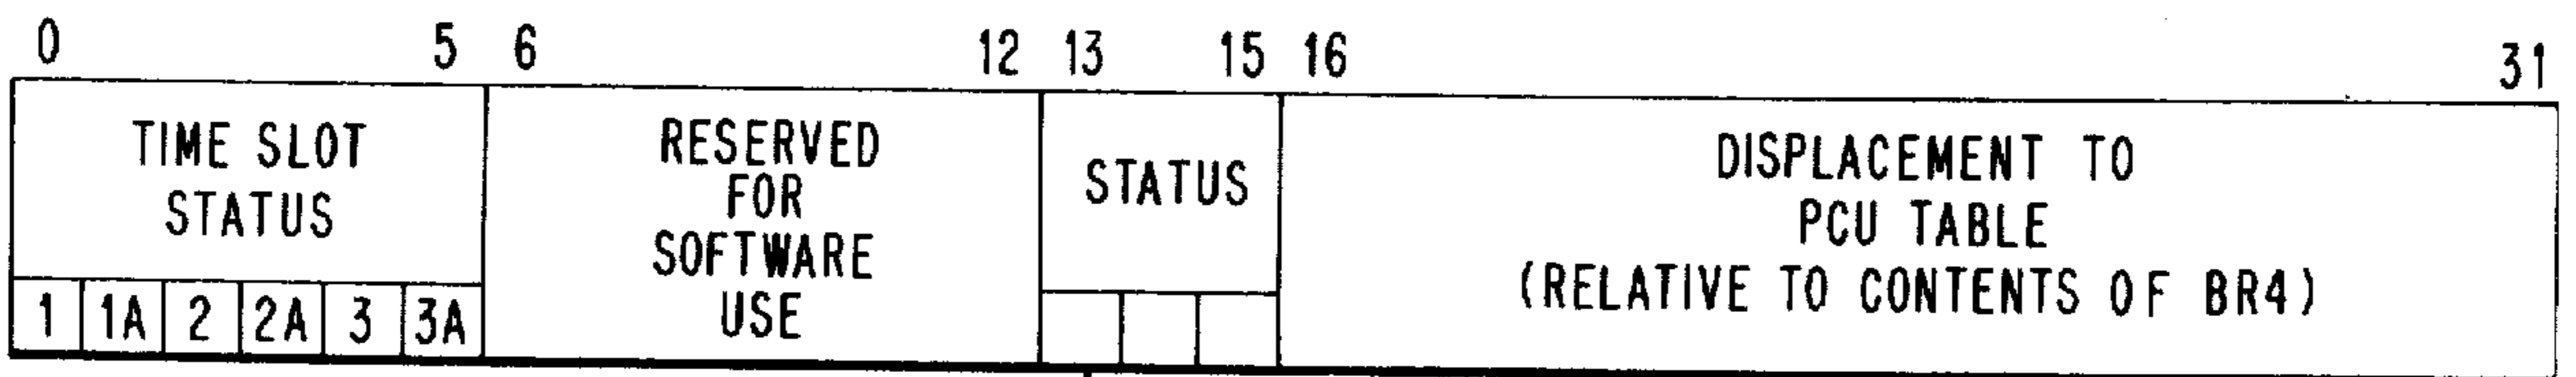 0 5 6 12 13 15 16 31
TIME SLOT
STATUS
1 1A 2 2A 3 3A
RESERVED
FOR
SOFTWARE
USE
STATUS
DISPLACEMENT TO
PCU TABLE
(RELATIVE TO CONTENTS OF BR4)